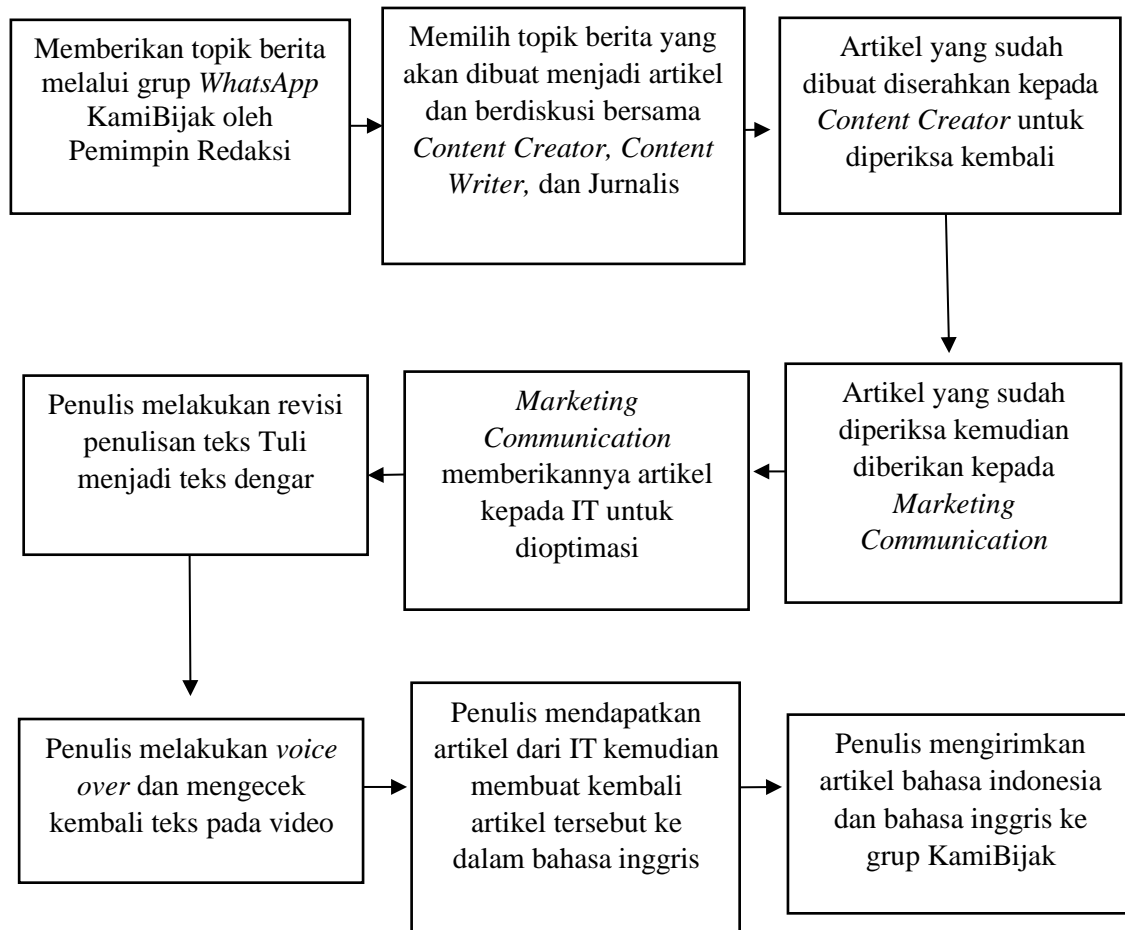 Memberikan topik berita
melalui grup WhatsApp
KamiBijak oleh
Pemimpin Redaksi
Memilih topik berita yang
akan dibuat menjadi artikel
dan berdiskusi bersama
Content Creator, Content
Writer, dan Jurnalis
Artikel yang sudah
dibuat diserahkan kepada
Content Creator untuk
diperiksa kembali
Artikel yang sudah
diperiksa kemudian
diberikan kepada
Marketing
Communication
Marketing
Communication
memberikannya artikel
kepada IT untuk
dioptimasi
Penulis melakukan revisi
penulisan teks Tuli
menjadi teks dengar
Penulis melakukan voice
over dan mengecek
kembali teks pada video
Penulis mendapatkan
artikel dari IT kemudian
membuat kembali
artikel tersebut ke
dalam bahasa inggris
Penulis mengirimkan
artikel bahasa indonesia
dan bahasa inggris ke
grup KamiBijak